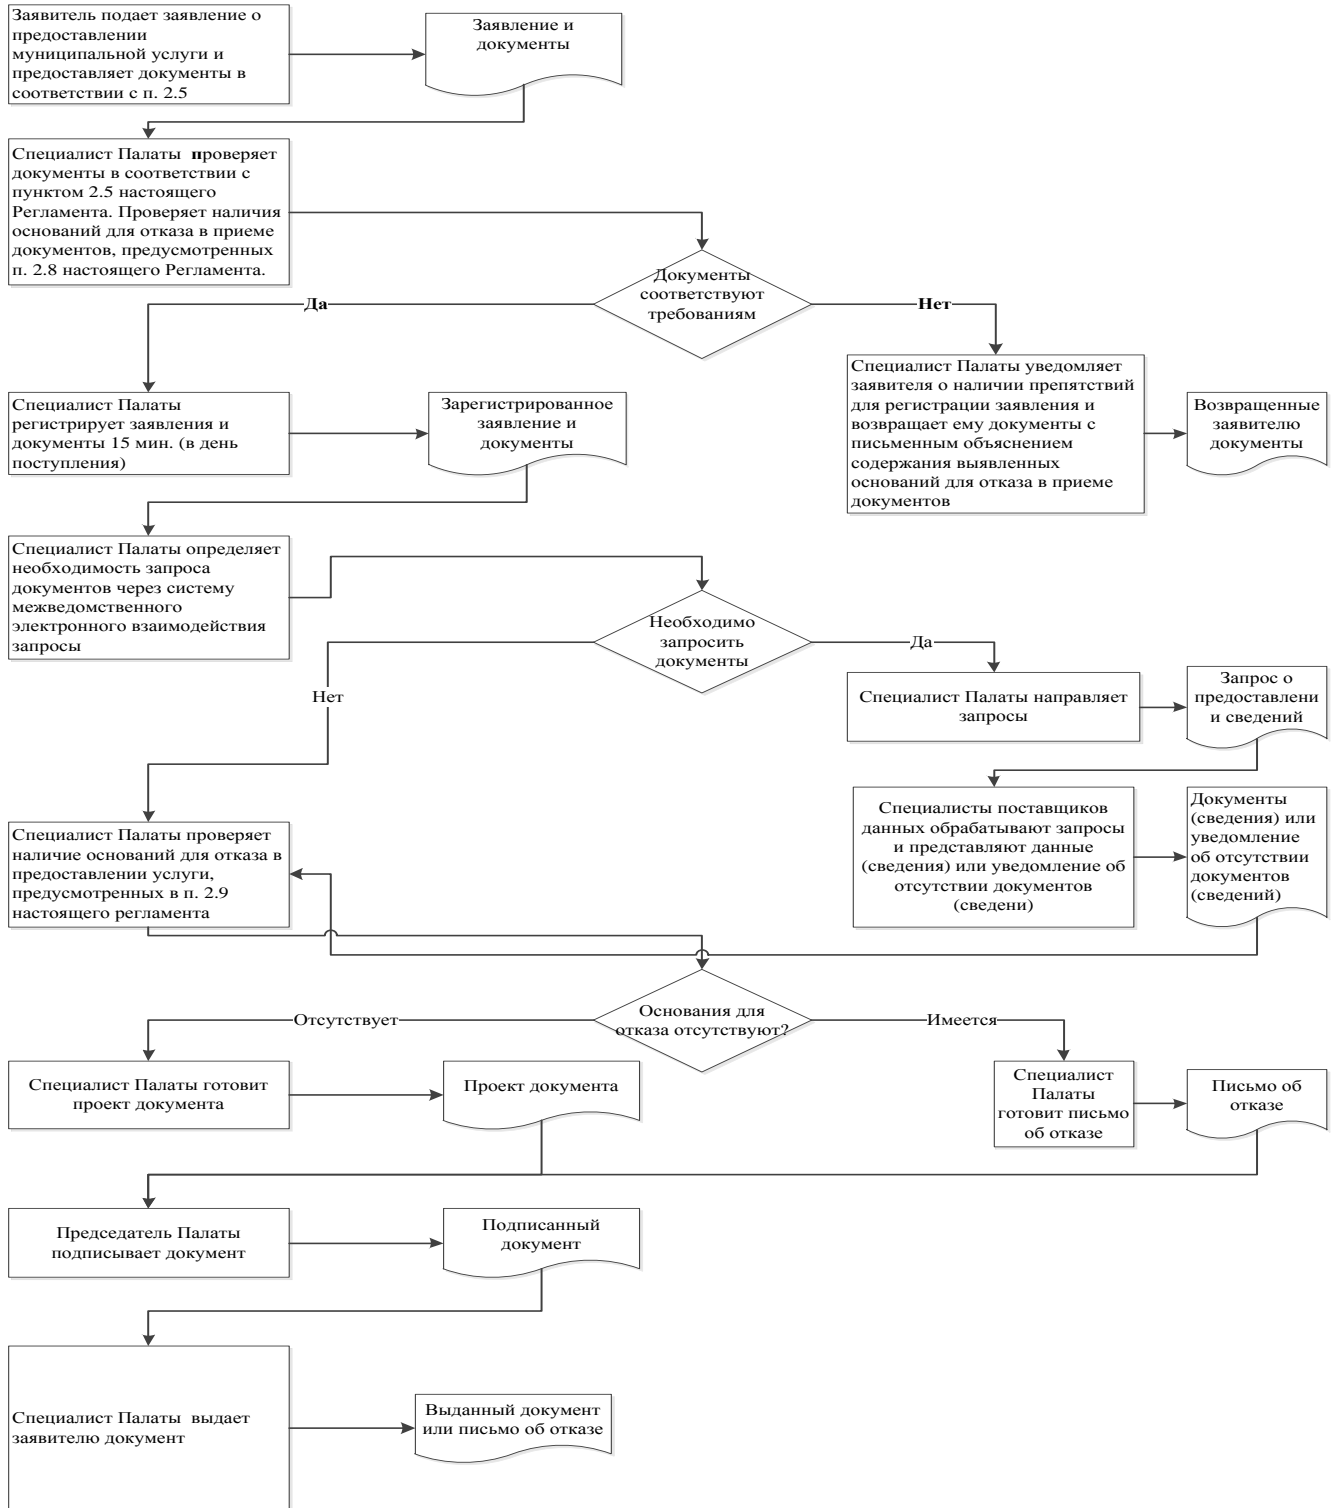 Заявитель подает заявление о
предоставлении
муниципальной услуги и
предоставляет документы в
соответствии с п. 2.5
Заявление и
документы
Специалист Палаты проверяет
документы в соответствии с
пунктом 2.5 настоящего
Регламента. Проверяет наличия
оснований для отказа в приеме
документов, предусмотренных
п. 2.8 настоящего Регламента.
Документы
соответствуют
требованиям
Да
Нет
Специалист Палаты
регистрирует заявления и
документы 15 мин. (в день
поступления)
Зарегистрированное
заявление и
документы
Специалист Палаты уведомляет
заявителя о наличии препятствий
для регистрации заявления и
возвращает ему документы с
письменным объяснением
содержания выявленных
оснований для отказа в приеме
документов
Возвращенные
заявителю
документы
Специалист Палаты определяет
необходимость запроса
документов через систему
межведомственного
электронного взаимодействия
запросы
Необходимо
запросить
документы
Да
Нет
Специалист Палаты направляет
запросы
Запрос о
предоставлени
и сведений
Специалисты поставщиков
данных обрабатывают запросы
и представляют данные
(сведения) или уведомление об
отсутствии документов
(сведени)
Документы
(сведения) или
уведомление
об отсутствии
документов
(сведений)
Специалист Палаты проверяет
наличие оснований для отказа в
предоставлении услуги,
предусмотренных в п. 2.9
настоящего регламента
Основания для
отказа отсутствуют?
Отсутствует
Имеется
Специалист Палаты готовит
проект документа
Проект документа
Специалист
Палаты
готовит письмо
об отказе
Письмо об
отказе
Председатель Палаты
подписывает документ
Подписанный
документ
Специалист Палаты выдает
заявителю документ
Выданный документ
или письмо об отказе